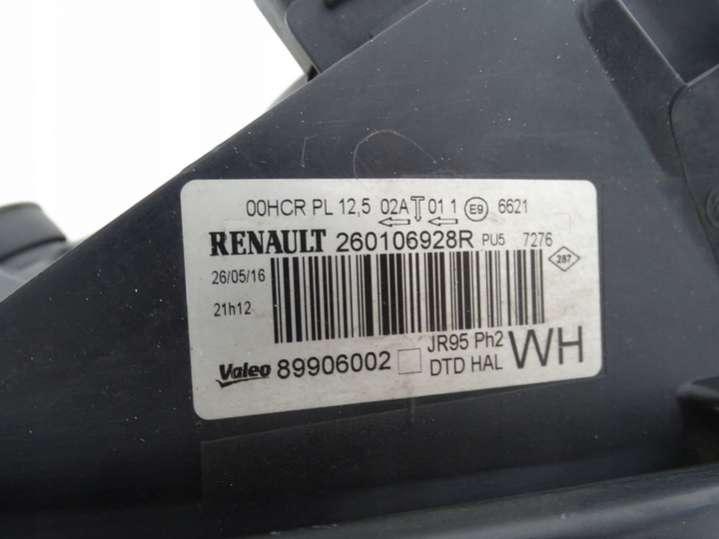 00HCR PL 12,5 02A T 01 1 E9 6621
RENAULT 260106928R PU5 7276
26/05/16
287
21h12
Valeo 89906002 JR95 Ph2 WH
DTD HAL